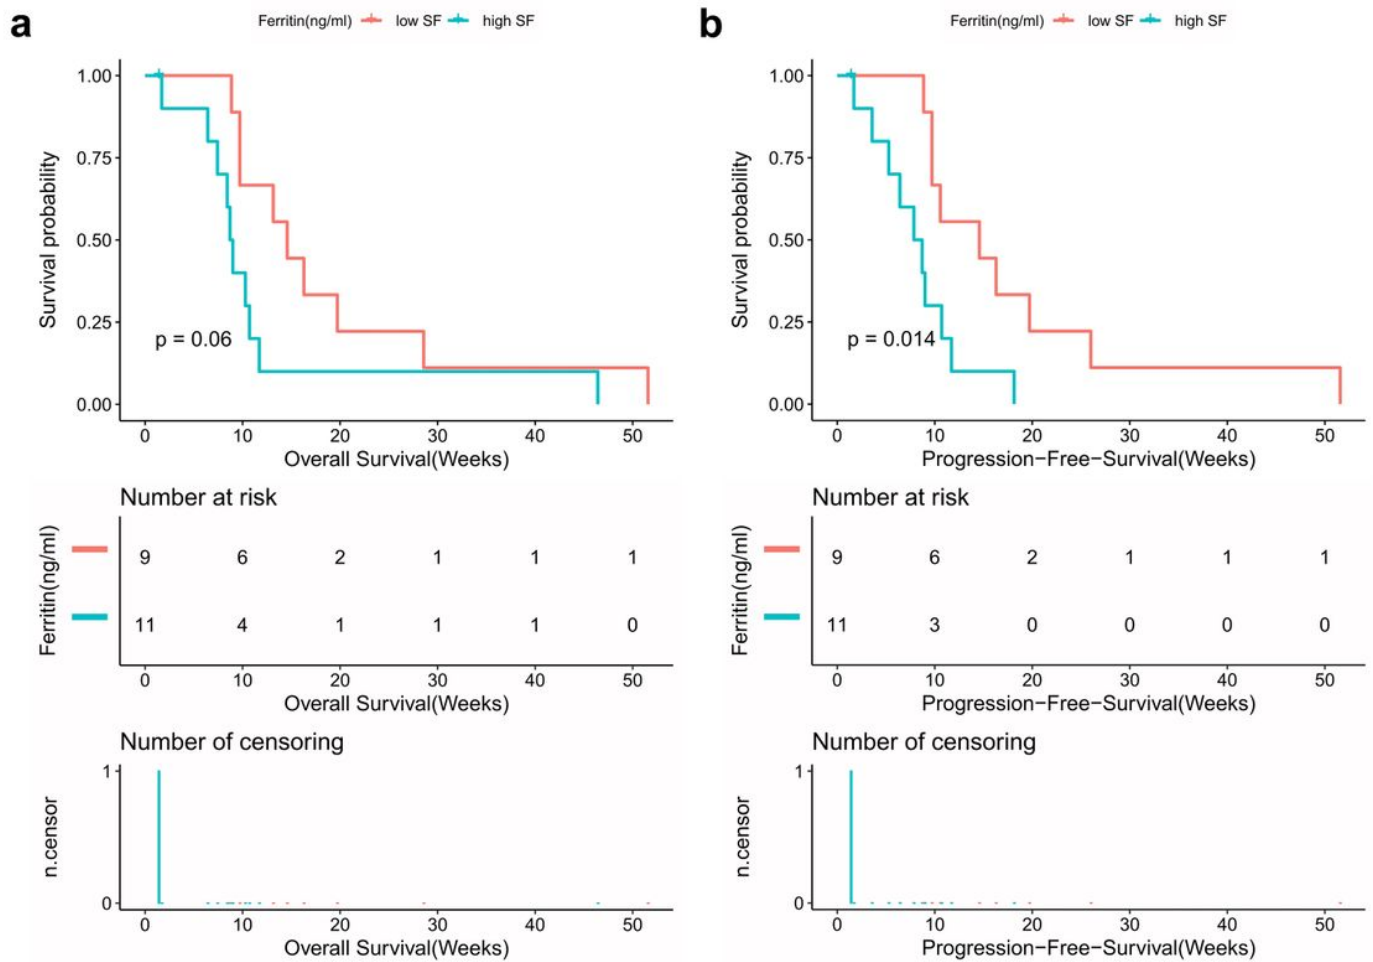 a
Ferritin(ng/ml) low SF high SF
Survival probability
1.00
0.75
0.50
0.25
0.00
p = 0.06
0 10 20 30 40 50
Overall Survival(Weeks)
Number at risk
Ferritin(ng/ml)
9 6 2 1 1 1
11 4 1 1 1 0
0 10 20 30 40 50
Overall Survival(Weeks)
Number of censoring
n.censor
1
0
0 10 20 30 40 50
Overall Survival(Weeks)
b
Ferritin(ng/ml) low SF high SF
Survival probability
1.00
0.75
0.50
0.25
0.00
p = 0.014
0 10 20 30 40 50
Progression−Free−Survival(Weeks)
Number at risk
Ferritin(ng/ml)
9 6 2 1 1 1
11 3 0 0 0 0
0 10 20 30 40 50
Progression−Free−Survival(Weeks)
Number of censoring
n.censor
1
0
0 10 20 30 40 50
Progression−Free−Survival(Weeks)